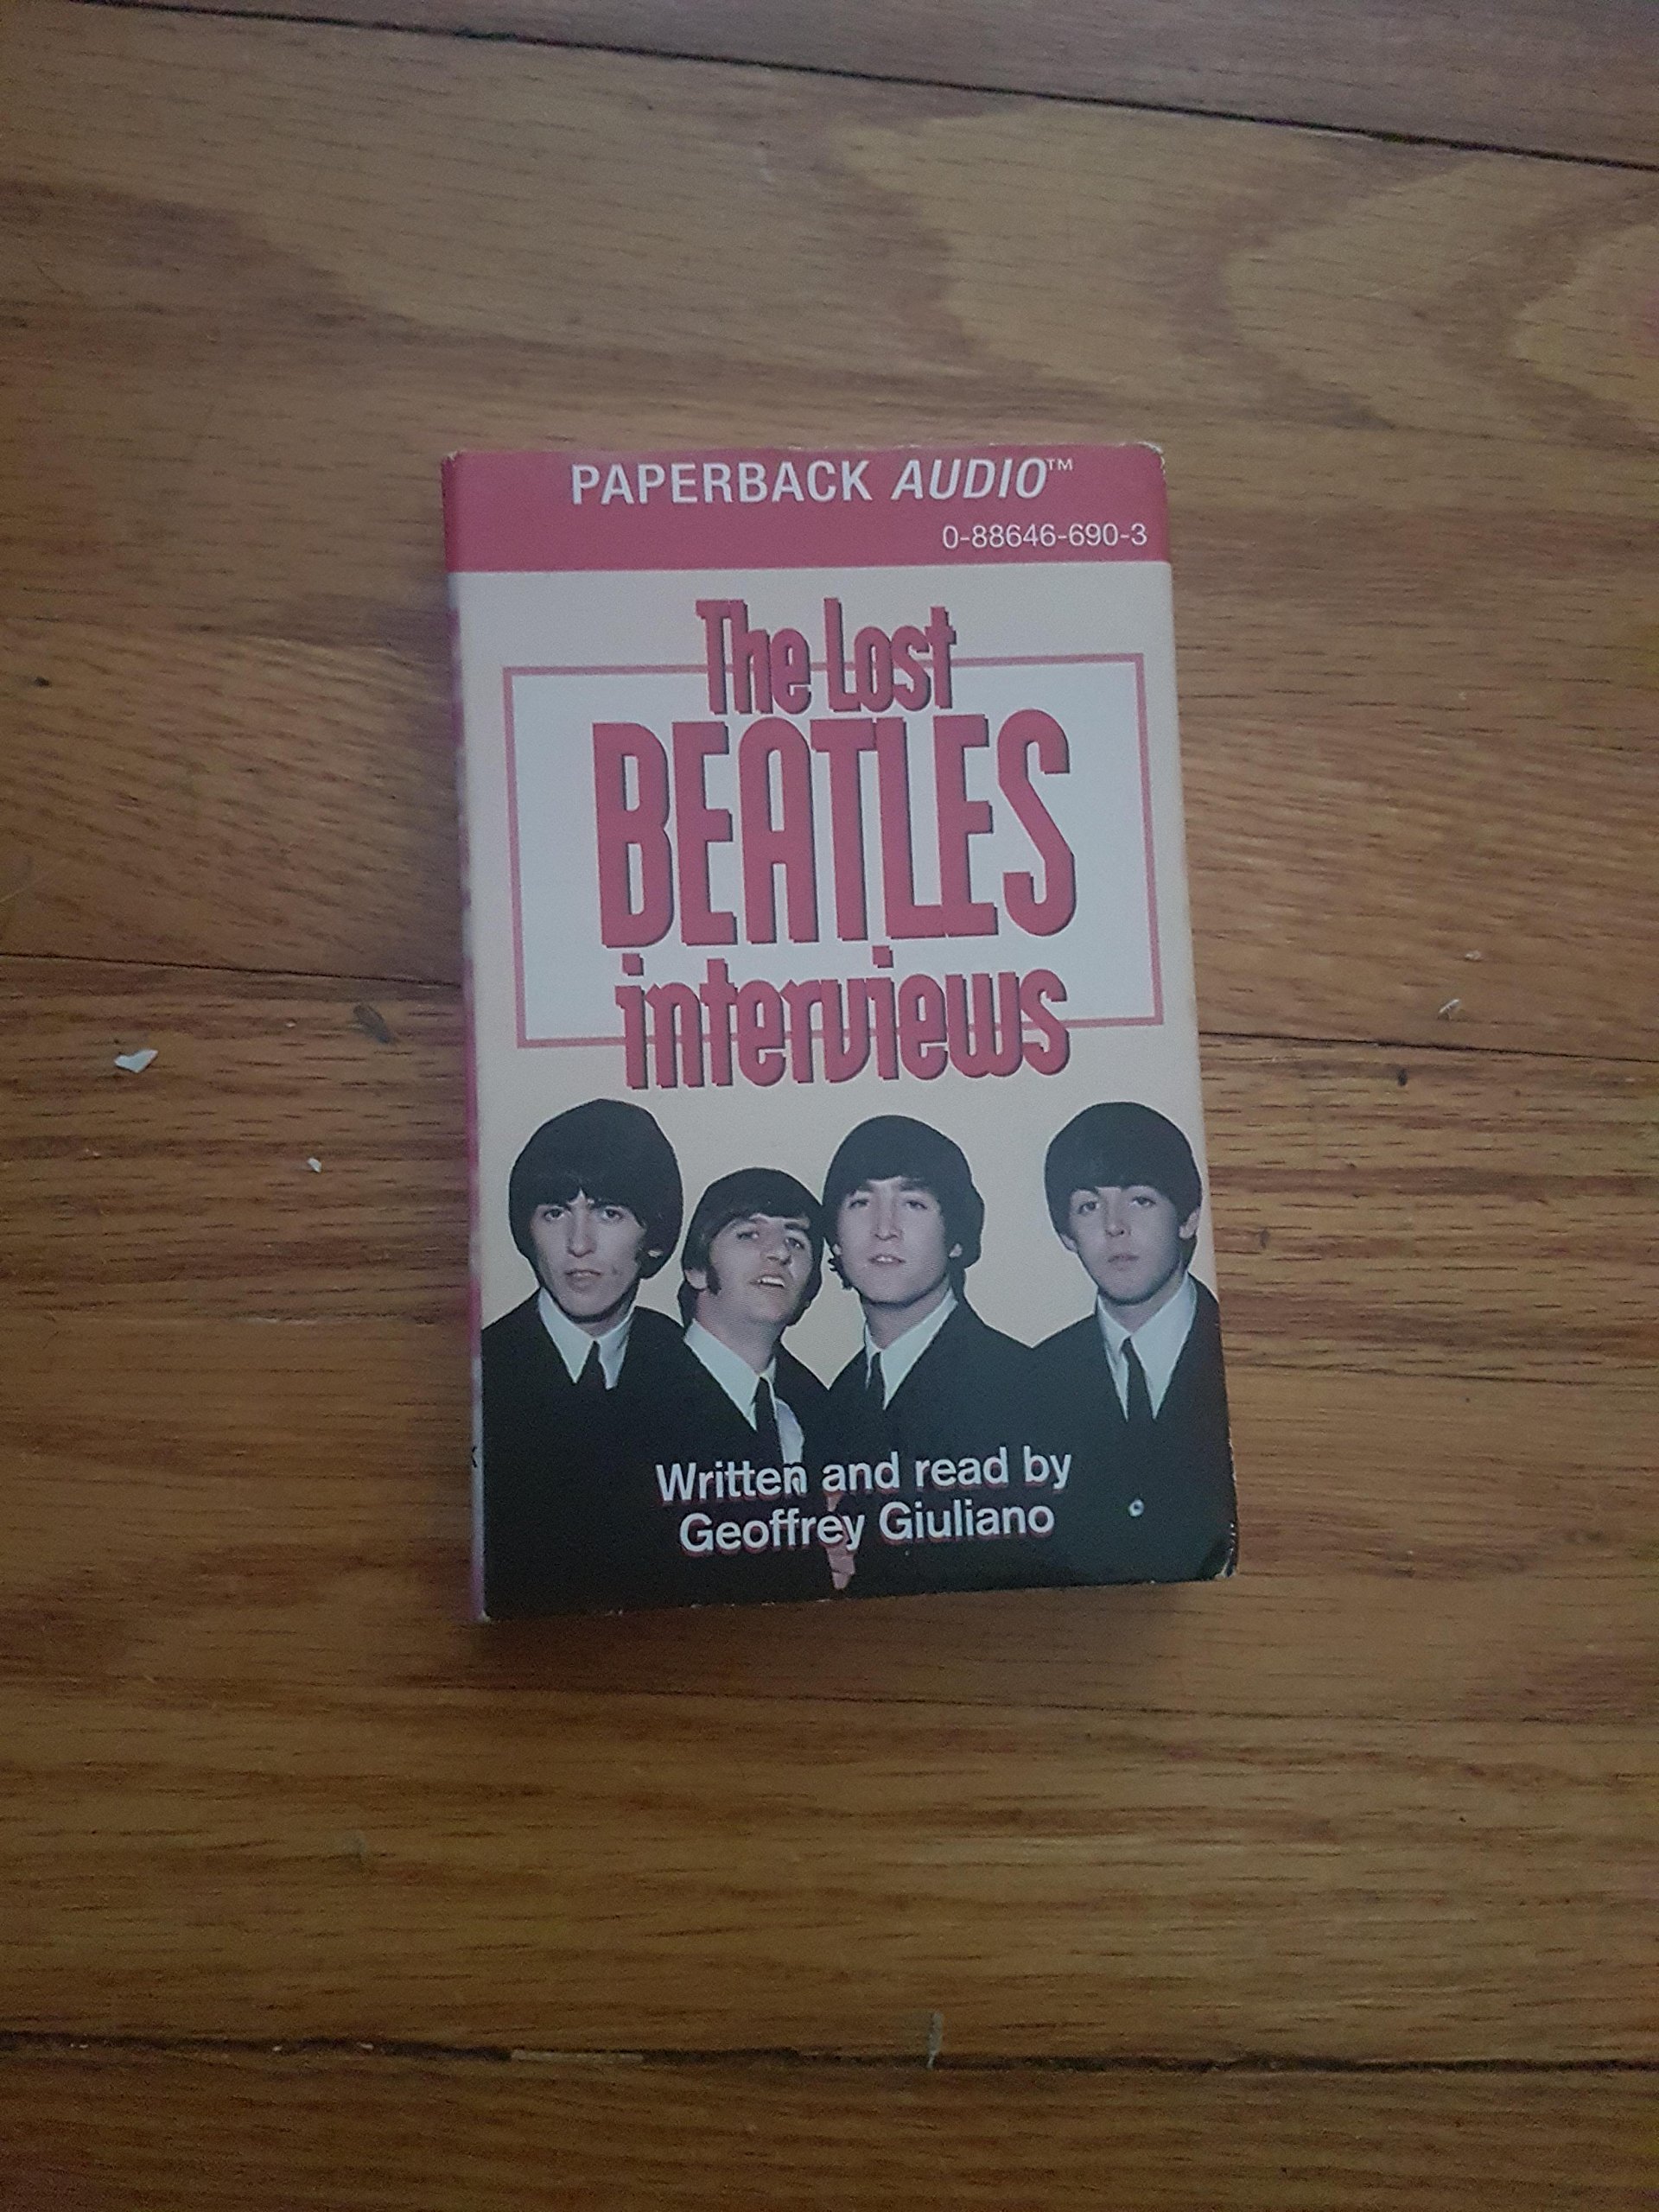 PAPERBACK AUDIO™
0-88646-690-3
The Lost
BEATLES
interviews
Written and read by
Geoffrey Giuliano